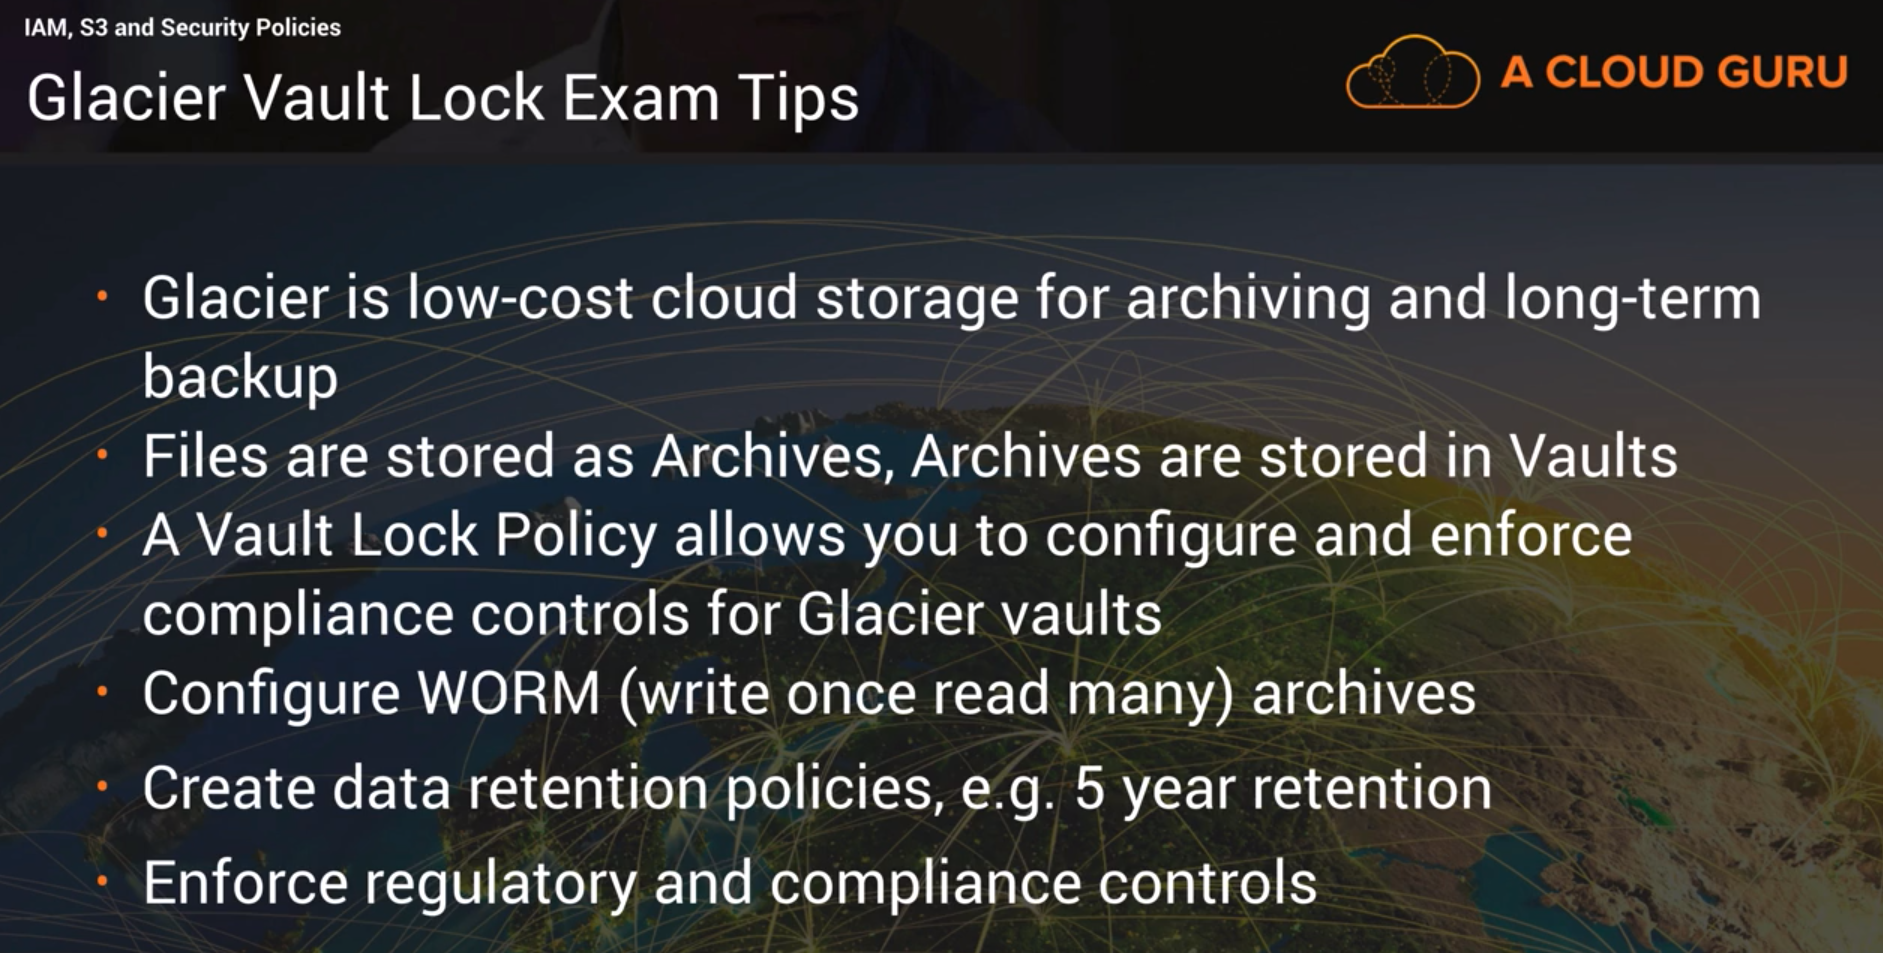 IAM, S3 and Security Policies
Glacier Vault Lock Exam Tips
A CLOUD GURU
• Glacier is low-cost cloud storage for archiving and long-term
backup
• Files are stored as Archives, Archives are stored in Vaults
• A Vault Lock Policy allows you to configure and enforce
compliance controls for Glacier vaults
• Configure WORM (write once read many) archives
• Create data retention policies, e.g. 5 year retention
• Enforce regulatory and compliance controls